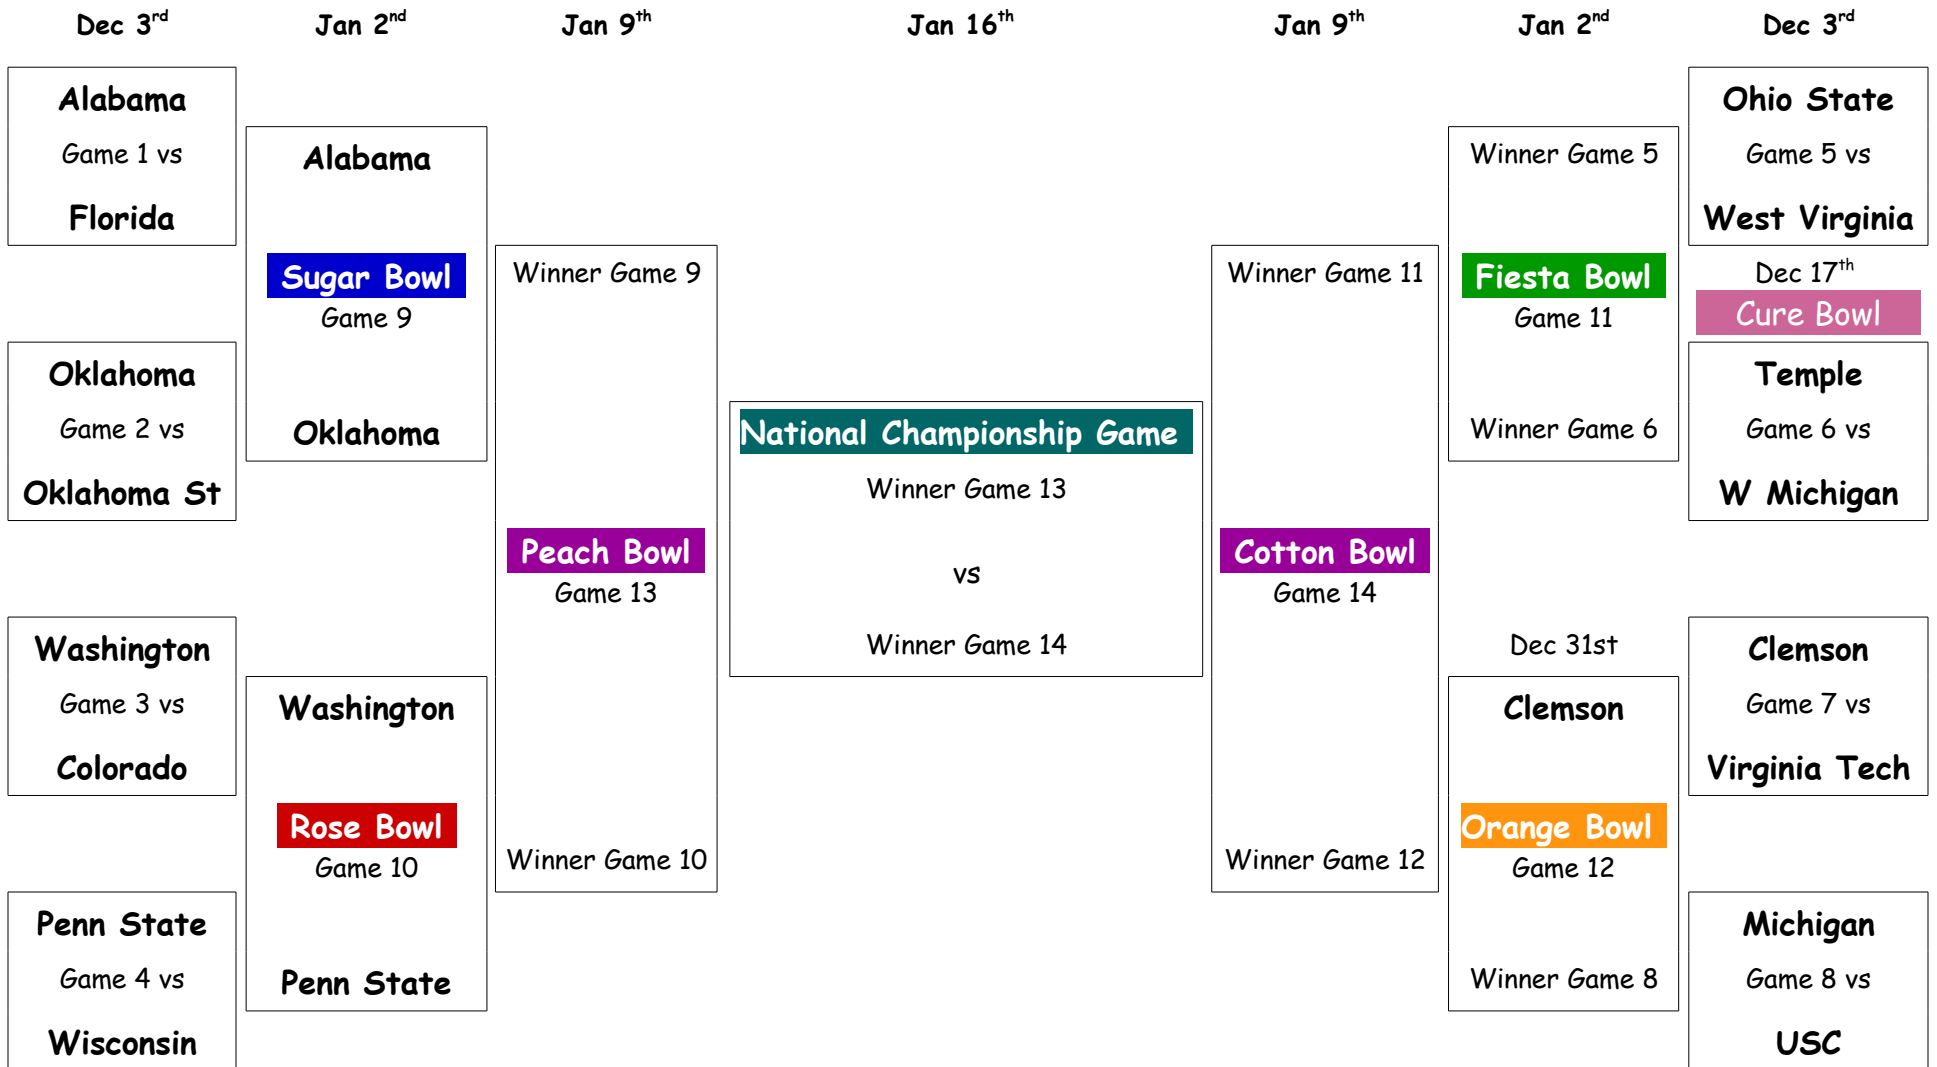 Dec 3rd
Jan 2nd
Jan 9th
Jan 16th
Jan 9th
Jan 2nd
Dec 3rd
Alabama
Game 1 vs
Florida
Oklahoma
Game 2 vs
Oklahoma St
Washington
Game 3 vs
Colorado
Penn State
Game 4 vs
Wisconsin
Alabama
Sugar Bowl
Game 9
Oklahoma
Washington
Rose Bowl
Game 10
Penn State
Winner Game 9
Peach Bowl
Game 13
Winner Game 10
National Championship Game
Winner Game 13
vs
Winner Game 14
Winner Game 11
Cotton Bowl
Game 14
Winner Game 12
Winner Game 5
Fiesta Bowl
Game 11
Winner Game 6
Dec 31st
Clemson
Orange Bowl
Game 12
Winner Game 8
Ohio State
Game 5 vs
West Virginia
Dec 17th
Cure Bowl
Temple
Game 6 vs
W Michigan
Clemson
Game 7 vs
Virginia Tech
Michigan
Game 8 vs
USC